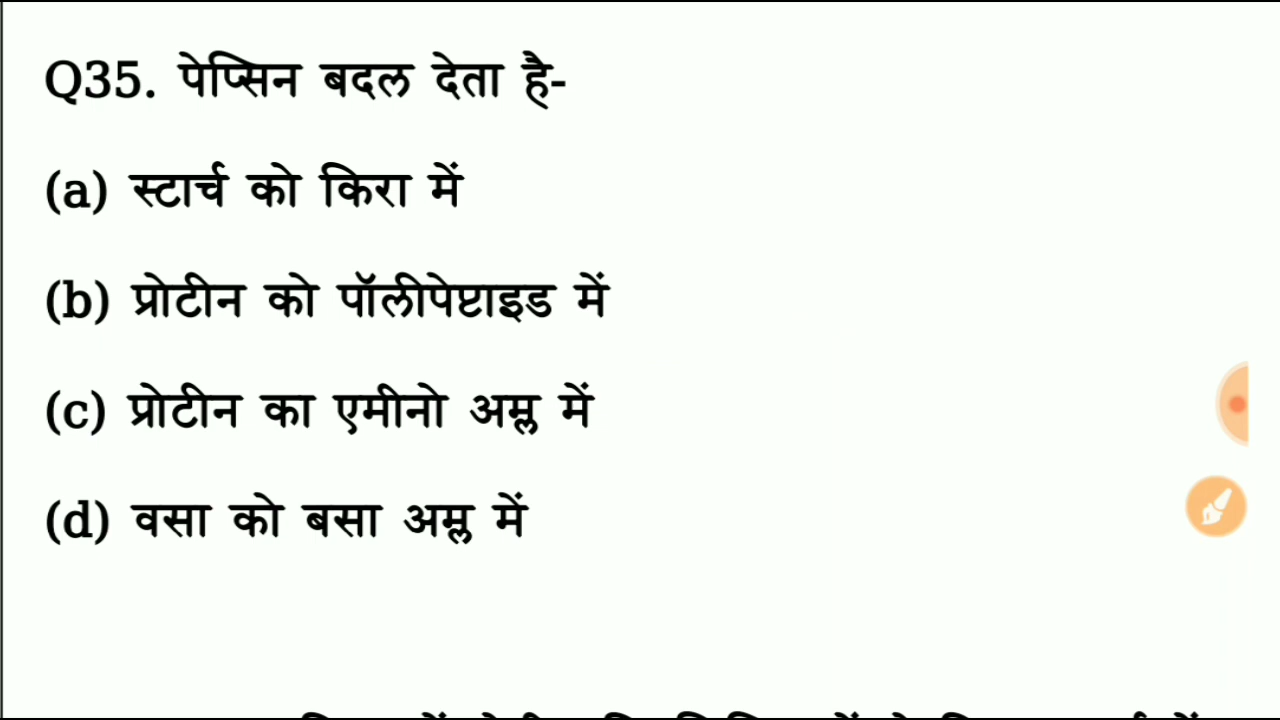 Q35. पेप्सिन बदल देता है-
(a) स्टार्च को किरा में
(b) प्रोटीन को पॉलीपेप्टाइड में
(c) प्रोटीन का एमीनो अम्ल में
(d) वसा को बसा अम्ल में